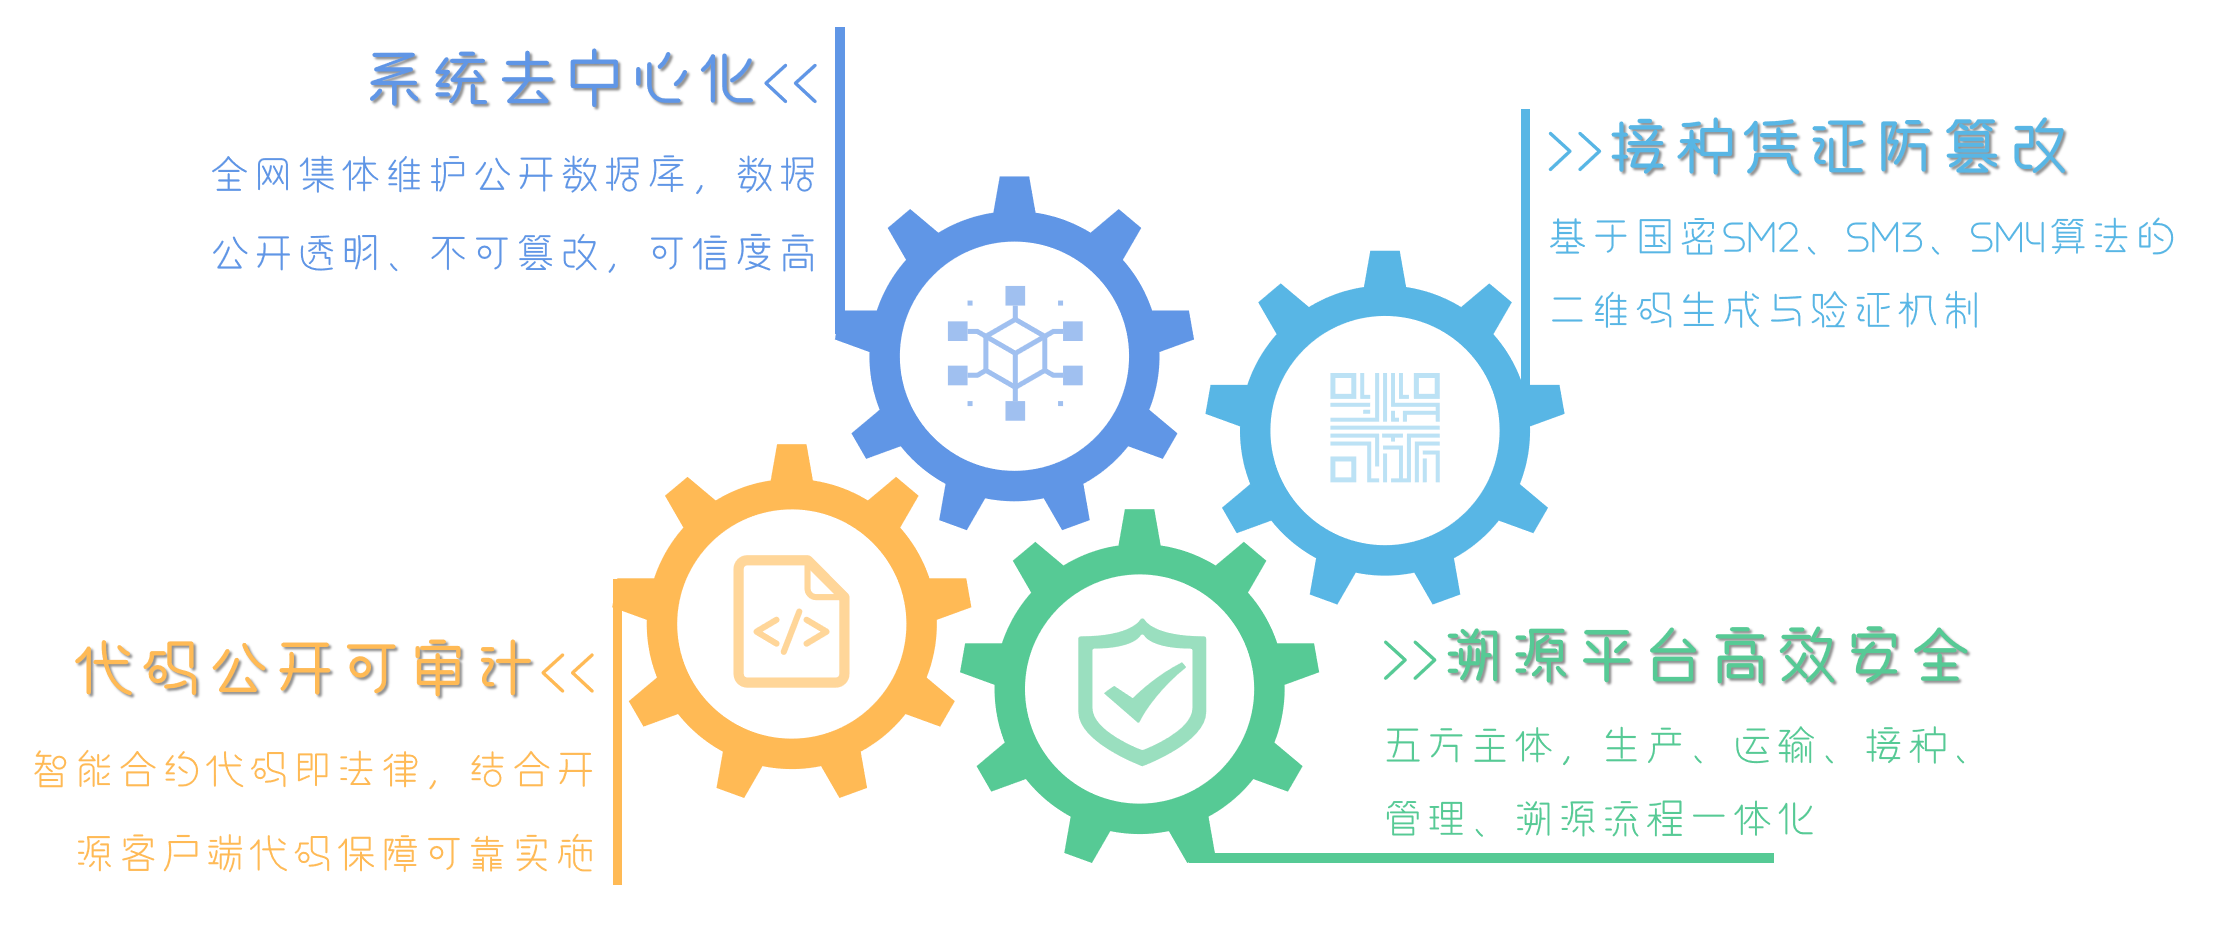 系统去中心化<<
全网集体维护公开数据库，数据
公开透明、不可篡改，可信度高
>>接种凭证防篡改
基于国密SM2、SM3、SM4算法的
二维码生成与验证机制
代码公开可审计<<
智能合约代码即法律，结合开
源客户端代码保障可靠实施
>>溯源平台高效安全
五方主体，生产、运输、接种、
管理、溯源流程一体化